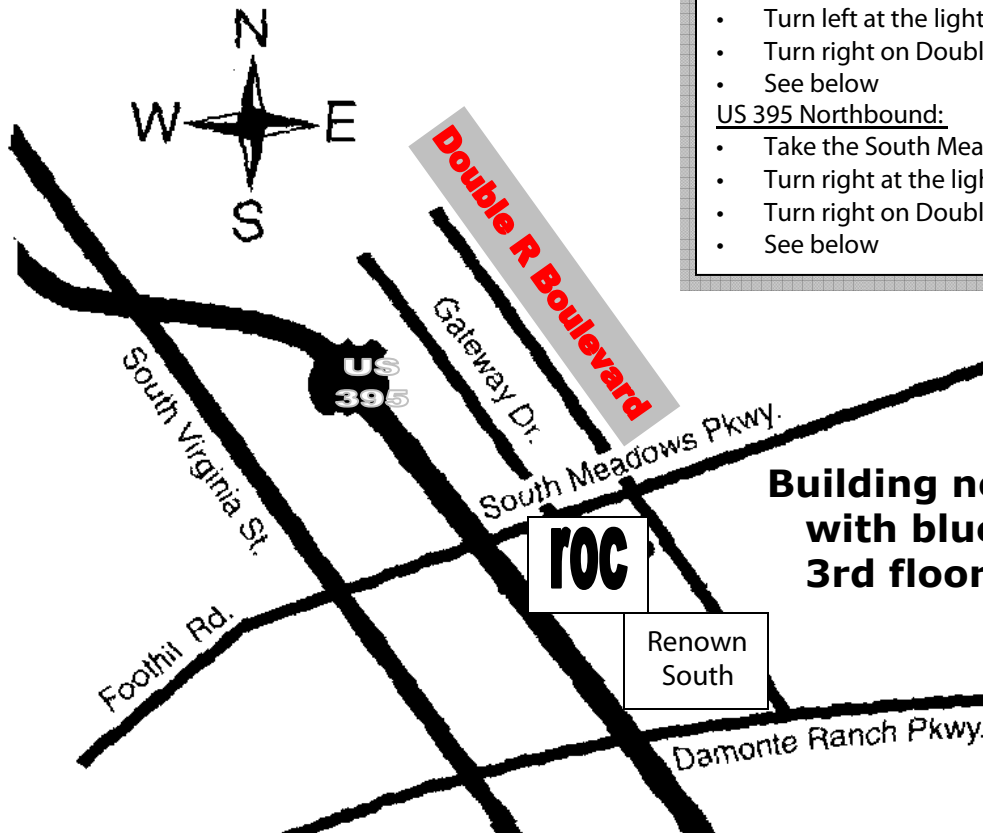 N
W E
S
• Turn left at the light
• Turn right on Doubl
• See below
US 395 Northbound:
• Take the South Mea
• Turn right at the ligh
• Turn right on Doubl
• See below
Double R Boulevard
Gateway Dr.
US
395
South Virginia St.
South Meadows Pkwy.
Building ne
with blue
3rd floor
roc
Foothil Rd.
Renown
South
Damonte Ranch Pkwy.